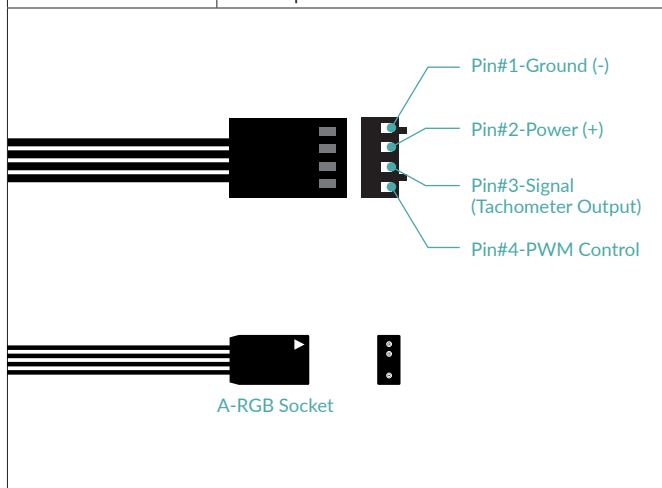 Pin#1-Ground (-)
Pin#2-Power (+)
Pin#3-Signal
(Tachometer Output)
Pin#4-PWM Control
A-RGB Socket